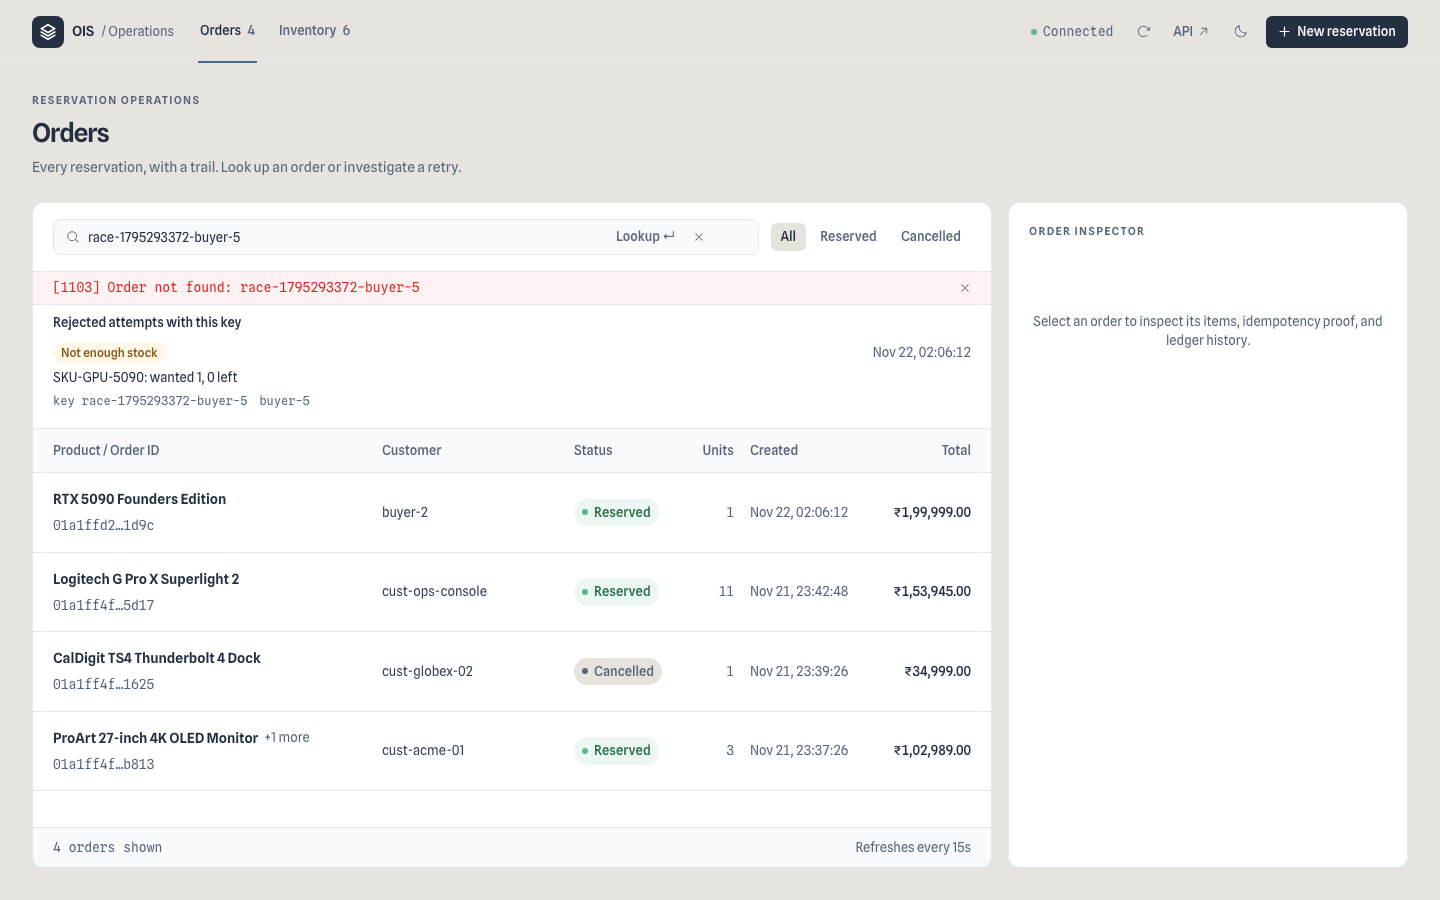 OIS / Operations Orders 4 Inventory 6 Connected API ↗ + New reservation
RESERVATION OPERATIONS
Orders
Every reservation, with a trail. Look up an order or investigate a retry.
race-1795293372-buyer-5 Lookup ↵ × All Reserved Cancelled
[1103] Order not found: race-1795293372-buyer-5 ×
Rejected attempts with this key
Not enough stock Nov 22, 02:06:12
SKU-GPU-5090: wanted 1, 0 left
key race-1795293372-buyer-5 buyer-5
Product / Order ID Customer Status Units Created Total
RTX 5090 Founders Edition
01a1ffd2…1d9c buyer-2 Reserved 1 Nov 22, 02:06:12 ₹1,99,999.00
Logitech G Pro X Superlight 2
01a1ff4f…5d17 cust-ops-console Reserved 11 Nov 21, 23:42:48 ₹1,53,945.00
CalDigit TS4 Thunderbolt 4 Dock
01a1ff4f…1625 cust-globex-02 Cancelled 1 Nov 21, 23:39:26 ₹34,999.00
ProArt 27-inch 4K OLED Monitor +1 more
01a1ff4f…b813 cust-acme-01 Reserved 3 Nov 21, 23:37:26 ₹1,02,989.00
4 orders shown Refreshes every 15s
ORDER INSPECTOR
Select an order to inspect its items, idempotency proof, and
ledger history.